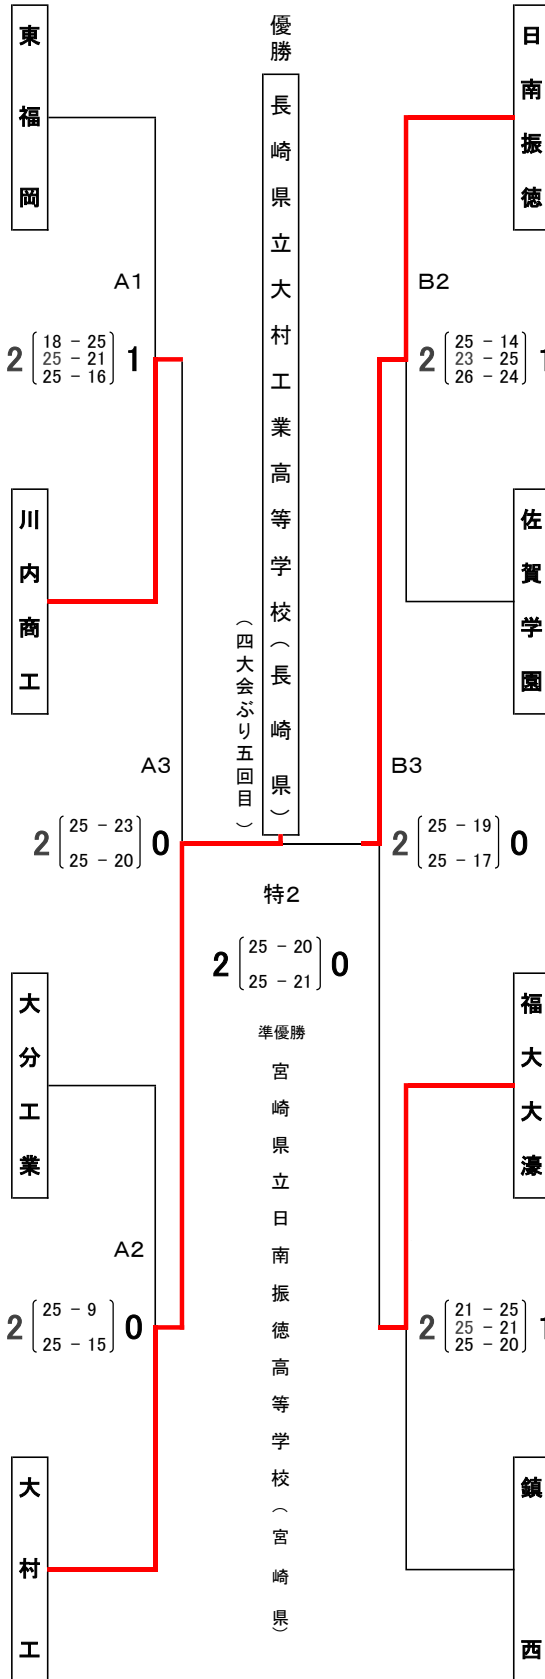 東福岡
優勝
長崎県立大村工業高等学校（長崎県）
（四大会ぶり五回目）
日南振徳
A1
2 18 - 25 1
25 - 21
25 - 16
B2
2 25 - 14 1
23 - 25
26 - 24
川内商工
佐賀学園
A3
2 25 - 23 0
25 - 20
B3
2 25 - 19 0
25 - 17
特2
2 25 - 20 0
25 - 21
準優勝
宮崎県立日南振徳高等学校（宮崎県）
大分工業
福大大濠
A2
2 25 - 9 0
25 - 15
2 21 - 25 1
25 - 21
25 - 20
大村工
鎮西